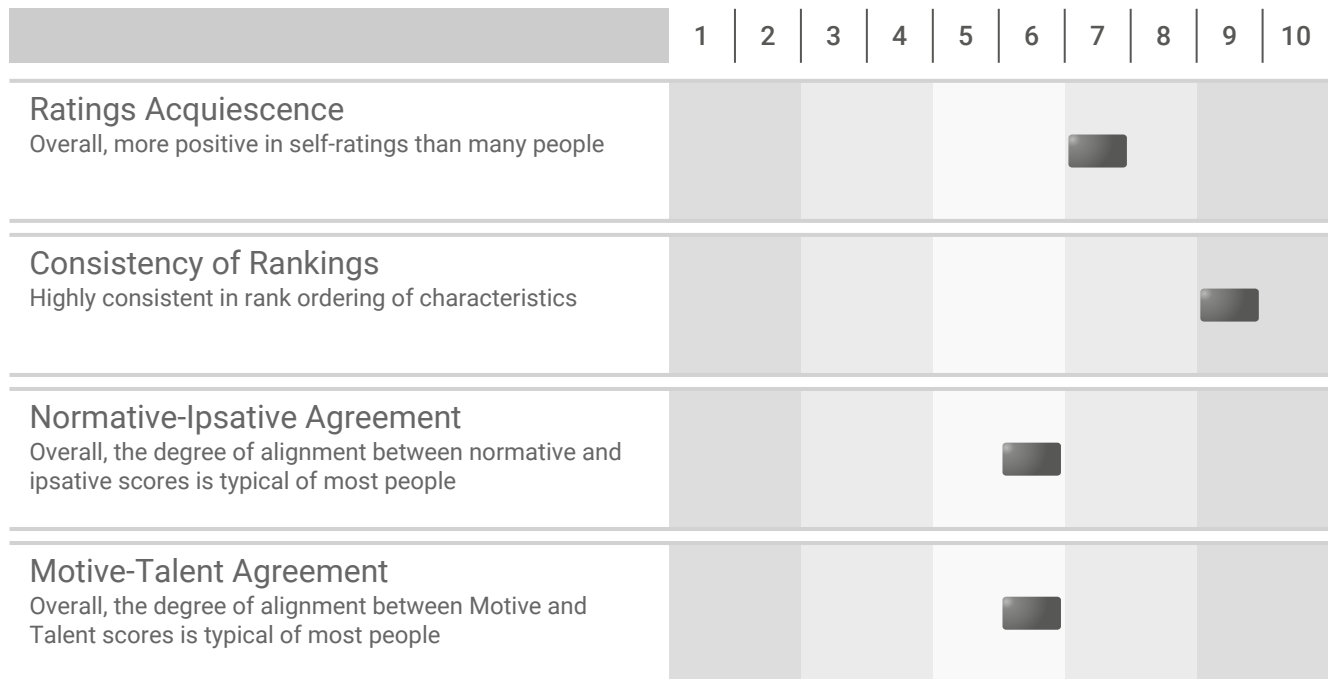 1 2 3 4 5 6 7 8 9 10
Ratings Acquiescence
Overall, more positive in self-ratings than many people
Consistency of Rankings
Highly consistent in rank ordering of characteristics
Normative-Ipsative Agreement
Overall, the degree of alignment between normative and
ipsative scores is typical of most people
Motive-Talent Agreement
Overall, the degree of alignment between Motive and
Talent scores is typical of most people